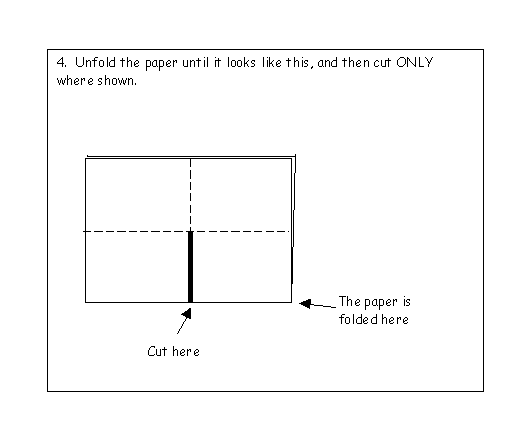 4. Unfold the paper until it looks like this, and then cut ONLY
where shown.
The paper is
folded here
Cut here